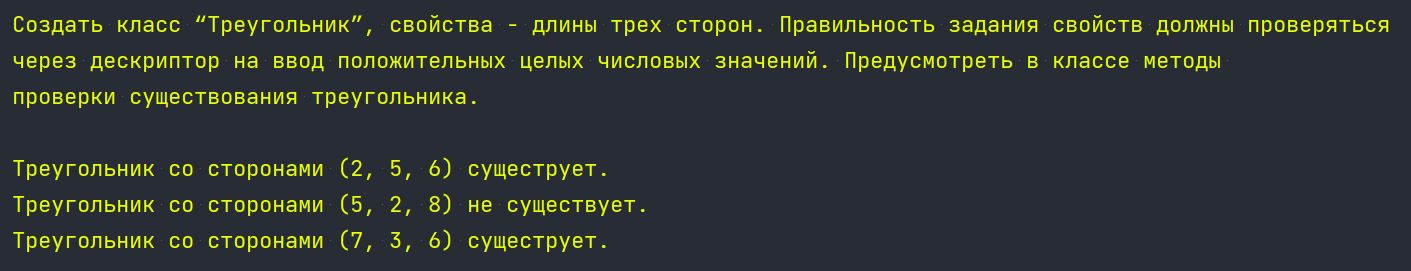 Создать класс “Треугольник”, свойства - длины трех сторон. Правильность задания свойств должны проверяться
через дескриптор на ввод положительных целых числовых значений. Предусмотреть в классе методы
проверки существования треугольника.
Треугольник со сторонами (2, 5, 6) сущеструет.
Треугольник со сторонами (5, 2, 8) не существует.
Треугольник со сторонами (7, 3, 6) сущеструет.